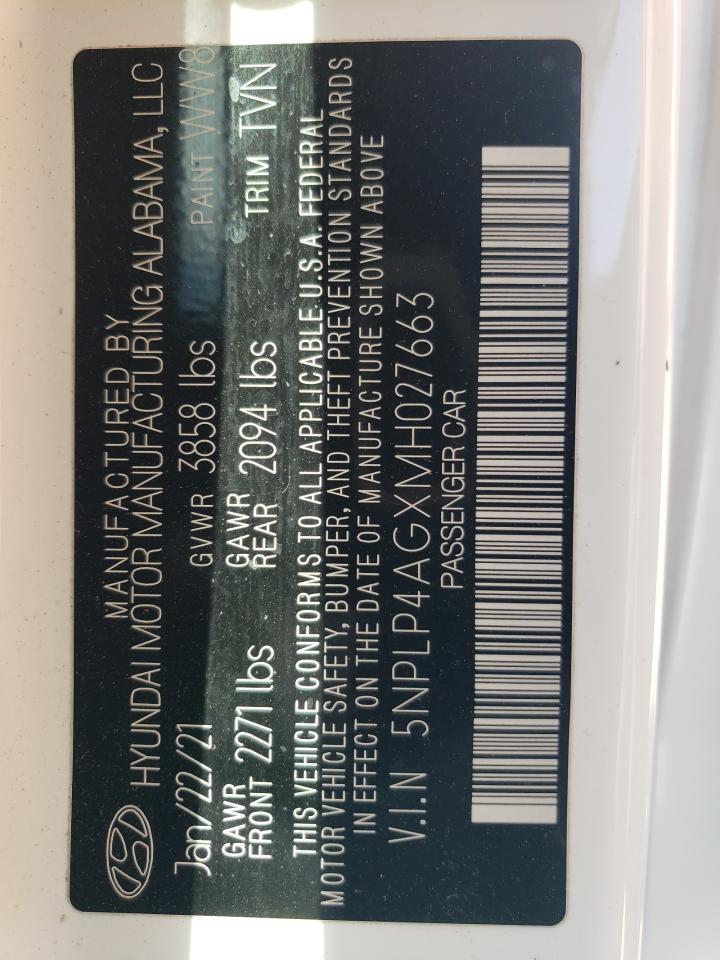 MANUFACTURED BY
HYUNDAI MOTOR MANUFACTURING ALABAMA, LLC
Jan/22/21 GVWR 3858 lbs PAINT WW8
GAWR FRONT 2271 lbs GAWR REAR 2094 lbs TRIM TVN
THIS VEHICLE CONFORMS TO ALL APPLICABLE U.S.A. FEDERAL
MOTOR VEHICLE SAFETY, BUMPER, AND THEFT PREVENTION STANDARDS
IN EFFECT ON THE DATE OF MANUFACTURE SHOWN ABOVE
V.I.N 5NPLP4AGXMH027663
PASSENGER CAR